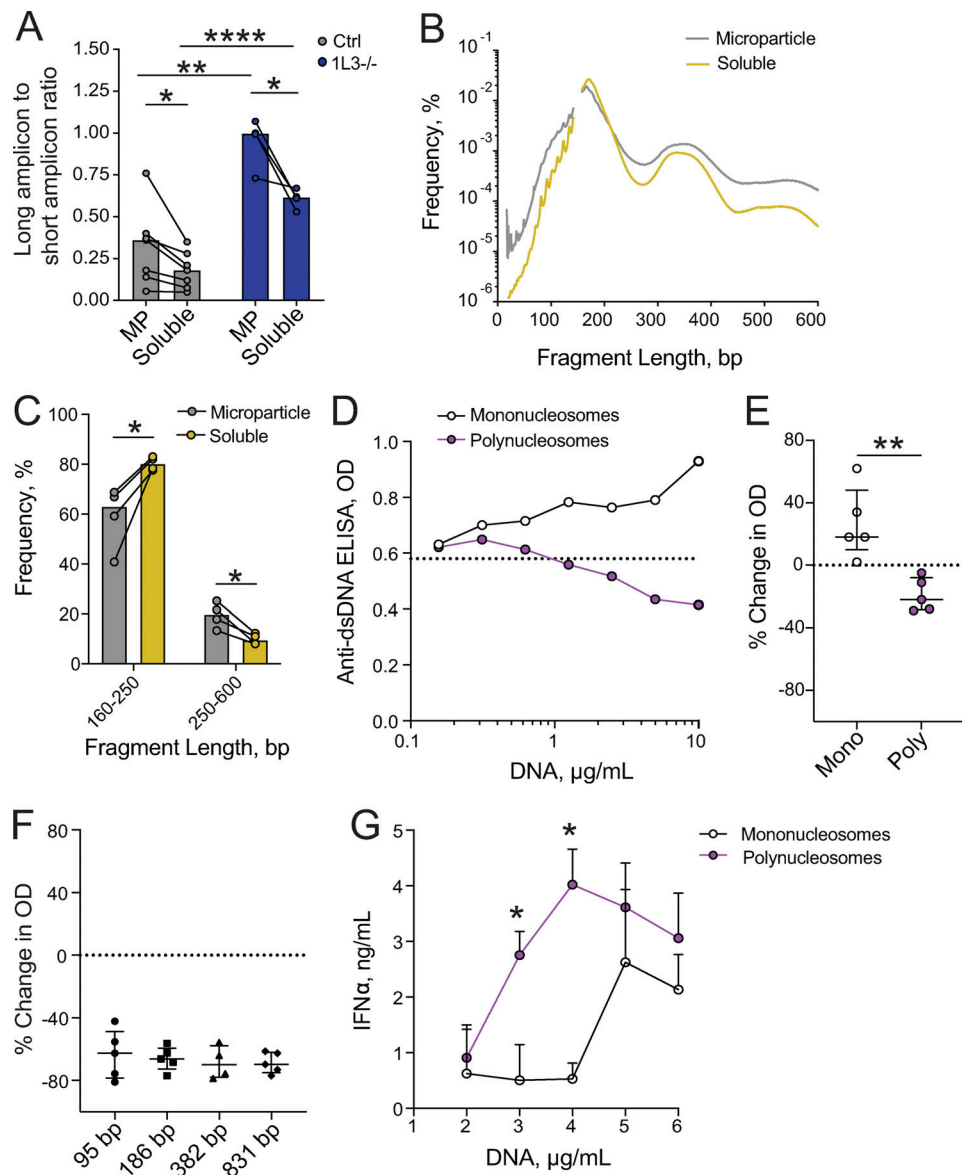 A
Ctrl
1L3-/-
****
**
*
*
Long amplicon to
short amplicon ratio
1.50
1.25
1.00
0.75
0.50
0.25
0.00
MP
Soluble
MP
Soluble
B
Microparticle
Soluble
Frequency, %
10-1
10-2
10-3
10-4
10-5
10-6
0 100 200 300 400 500 600
Fragment Length, bp
C
Microparticle
Soluble
*
*
Frequency, %
100
80
60
40
20
0
160-250
250-600
Fragment Length, bp
D
Mononucleosomes
Polynucleosomes
Anti-dsDNA ELISA, OD
1.0
0.8
0.6
0.4
0.2
0.0
0.1 1 10
DNA, µg/mL
E
**
% Change in OD
80
40
0
-40
-80
Mono
Poly
F
% Change in OD
80
40
0
-40
-80
95 bp
186 bp
382 bp
831 bp
G
Mononucleosomes
Polynucleosomes
*
*
IFNα, ng/mL
5
4
3
2
1
0
1 2 3 4 5 6
DNA, µg/mL